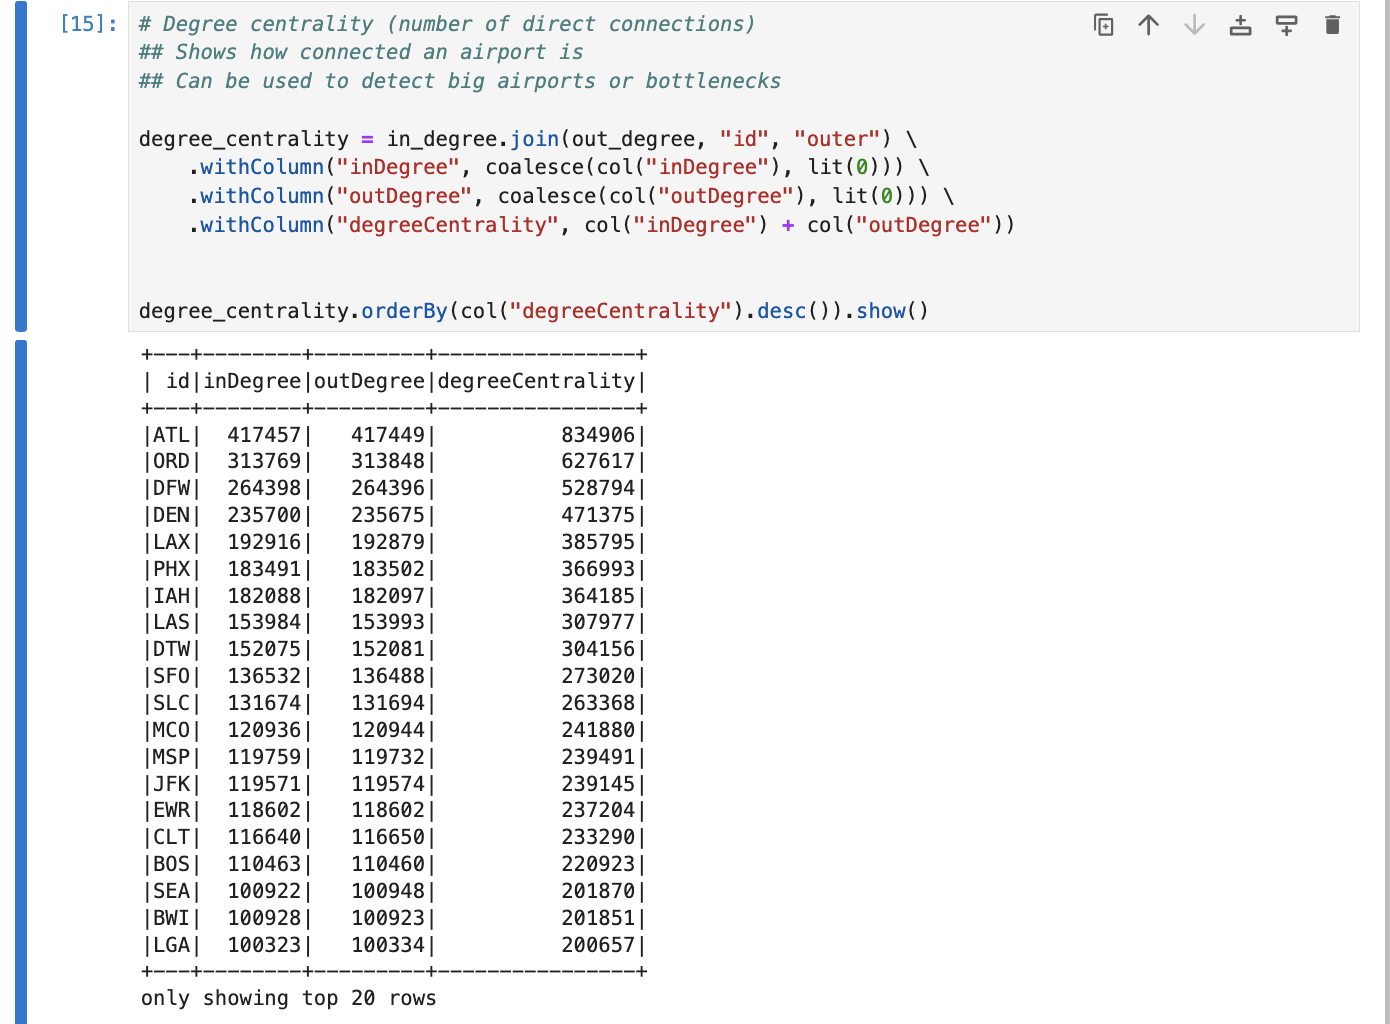 [15]:
# Degree centrality (number of direct connections)
## Shows how connected an airport is
## Can be used to detect big airports or bottlenecks
degree_centrality = in_degree.join(out_degree, "id", "outer") \
    .withColumn("inDegree", coalesce(col("inDegree"), lit(0))) \
    .withColumn("outDegree", coalesce(col("outDegree"), lit(0))) \
    .withColumn("degreeCentrality", col("inDegree") + col("outDegree"))
degree_centrality.orderBy(col("degreeCentrality").desc()).show()
+---+--------+---------+----------------+
| id|inDegree|outDegree|degreeCentrality|
+---+--------+---------+----------------+
|ATL|  417457|   417449|          834906|
|ORD|  313769|   313848|          627617|
|DFW|  264398|   264396|          528794|
|DEN|  235700|   235675|          471375|
|LAX|  192916|   192879|          385795|
|PHX|  183491|   183502|          366993|
|IAH|  182088|   182097|          364185|
|LAS|  153984|   153993|          307977|
|DTW|  152075|   152081|          304156|
|SFO|  136532|   136488|          273020|
|SLC|  131674|   131694|          263368|
|MCO|  120936|   120944|          241880|
|MSP|  119759|   119732|          239491|
|JFK|  119571|   119574|          239145|
|EWR|  118602|   118602|          237204|
|CLT|  116640|   116650|          233290|
|BOS|  110463|   110460|          220923|
|SEA|  100922|   100948|          201870|
|BWI|  100928|   100923|          201851|
|LGA|  100323|   100334|          200657|
+---+--------+---------+----------------+
only showing top 20 rows